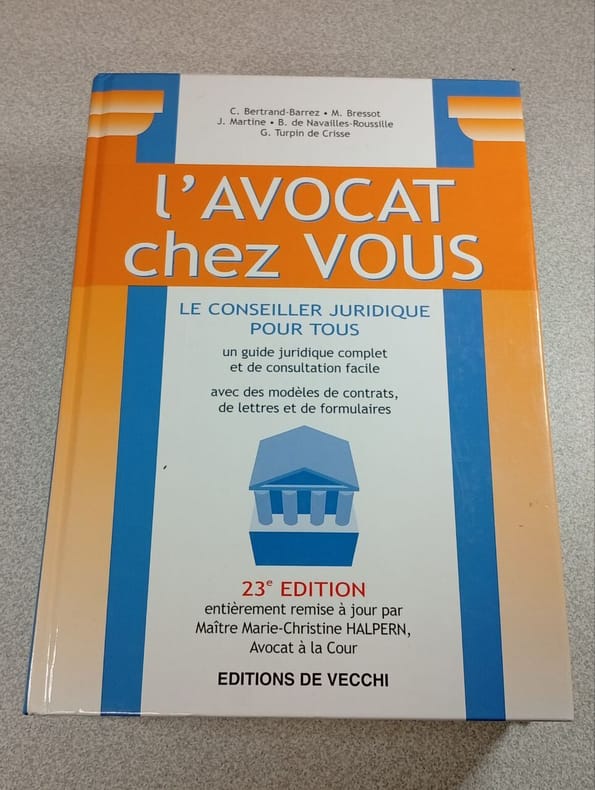 C. Bertrand-Barrez • M. Bressot
J. Martine • B. de Navailles-Roussille
G. Turpin de Crisse
l'AVOCAT
chez VOUS
LE CONSEILLER JURIDIQUE
POUR TOUS
un guide juridique complet
et de consultation facile
avec des modèles de contrats,
de lettres et de formulaires
23e EDITION
entièrement remise à jour par
Maître Marie-Christine HALPERN,
Avocat à la Cour
EDITIONS DE VECCHI